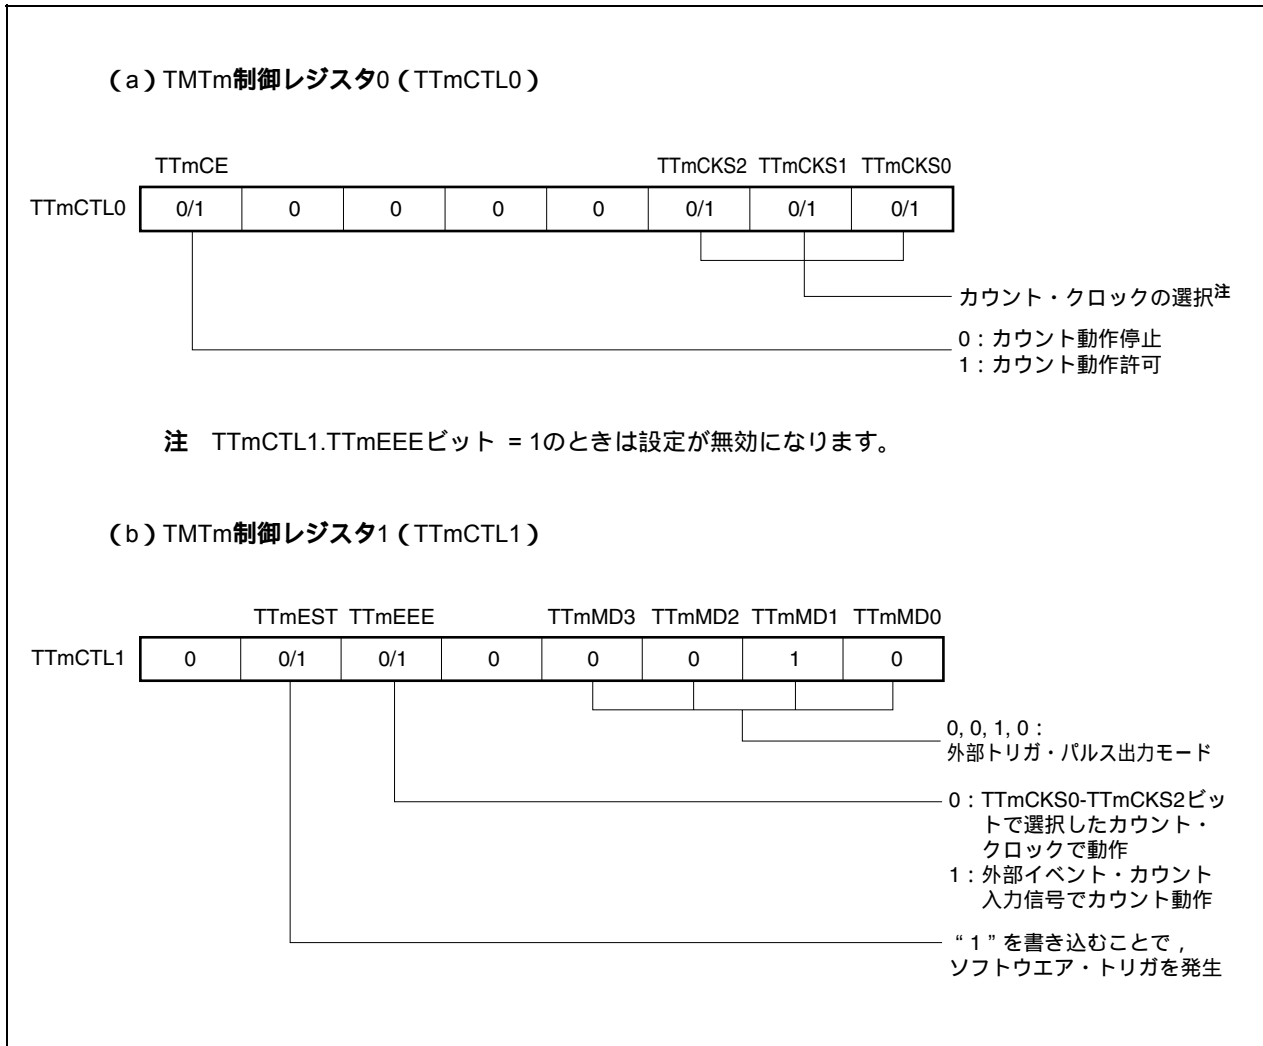 （a）TMTm制御レジスタ0（TTmCTL0）
TTmCE TTmCKS2 TTmCKS1 TTmCKS0
TTmCTL0 0/1 0 0 0 0 0/1 0/1 0/1
カウント・クロックの選択注
0：カウント動作停止
1：カウント動作許可
注 TTmCTL1.TTmEEEビット = 1のときは設定が無効になります。
（b）TMTm制御レジスタ1（TTmCTL1）
TTmEST TTmEEE TTmMD3 TTmMD2 TTmMD1 TTmMD0
TTmCTL1 0 0/1 0/1 0 0 0 1 0
0, 0, 1, 0：
外部トリガ・パルス出力モード
0：TTmCKS0-TTmCKS2ビッ
トで選択したカウント・
クロックで動作
1：外部イベント・カウント
入力信号でカウント動作
“1”を書き込むことで，
ソフトウエア・トリガを発生